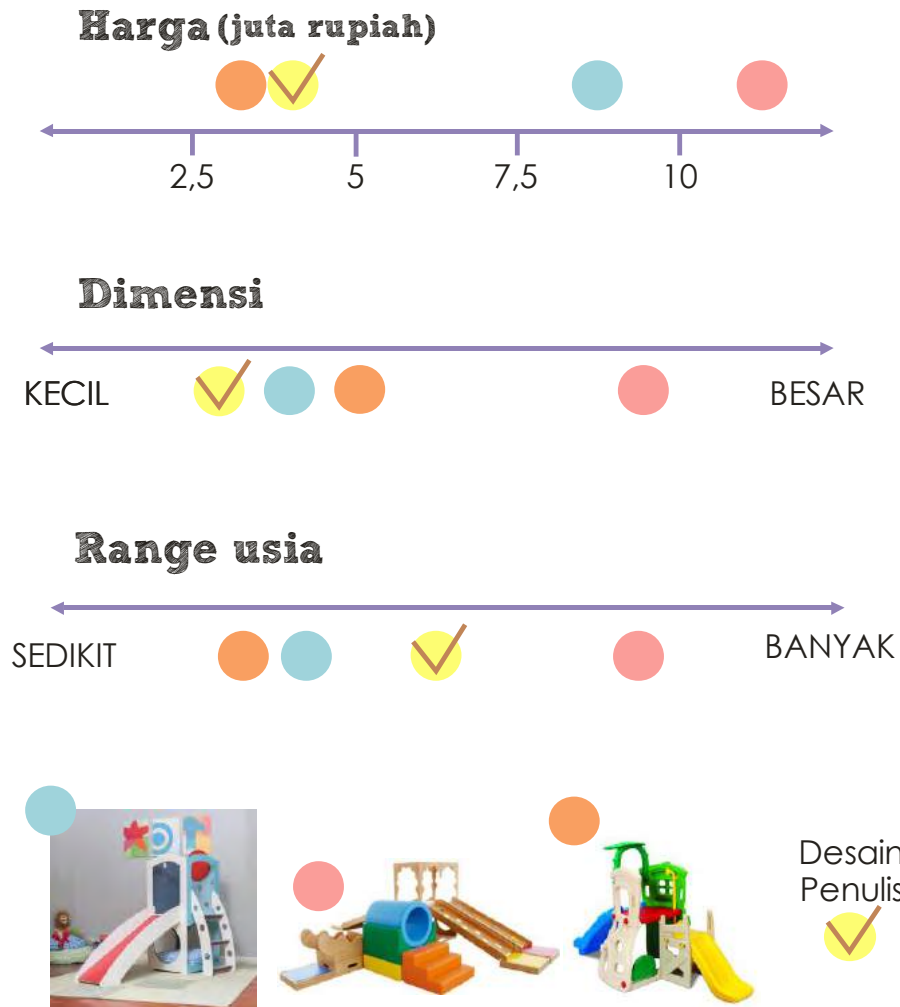 Harga (juta rupiah)
2,5 5 7,5 10
Dimensi
KECIL BESAR
Range usia
SEDIKIT BANYAK
Desain
Penulis